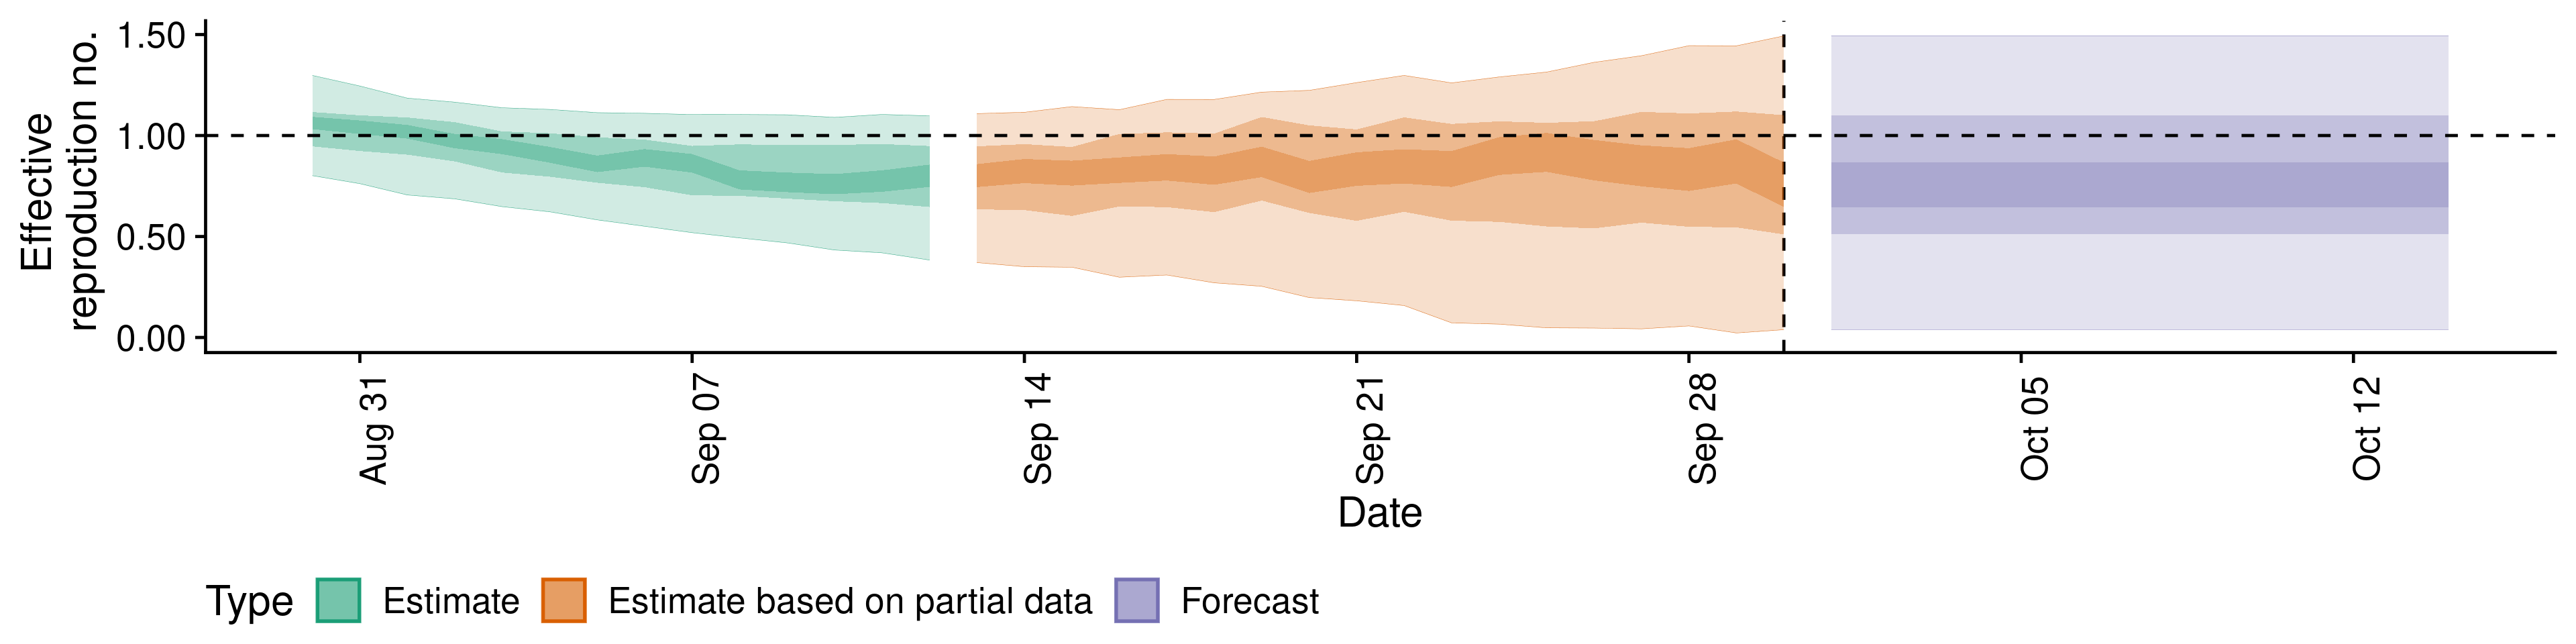 Effective
reproduction no.
1.50
1.00
0.50
0.00
Aug 31
Sep 07
Sep 14
Sep 21
Sep 28
Oct 05
Oct 12
Date
Type Estimate Estimate based on partial data Forecast